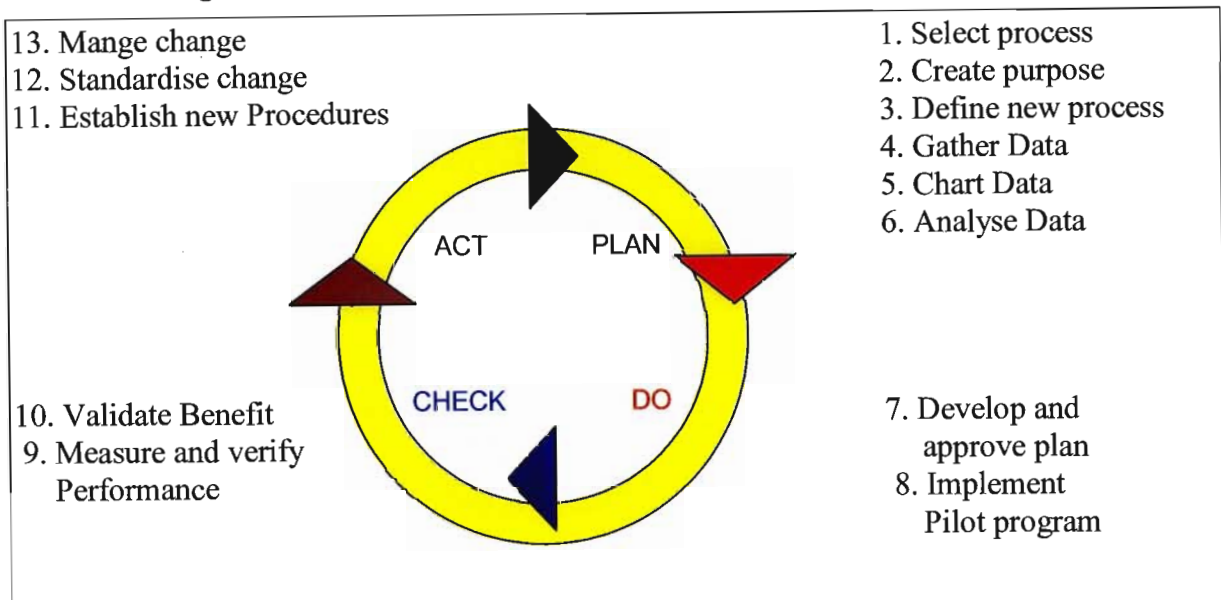 13. Mange change
12. Standardise change
11. Establish new Procedures
1. Select process
2. Create purpose
3. Define new process
4. Gather Data
5. Chart Data
6. Analyse Data
ACT
PLAN
CHECK
DO
10. Validate Benefit
9. Measure and verify
Performance
7. Develop and
approve plan
8. Implement
Pilot program